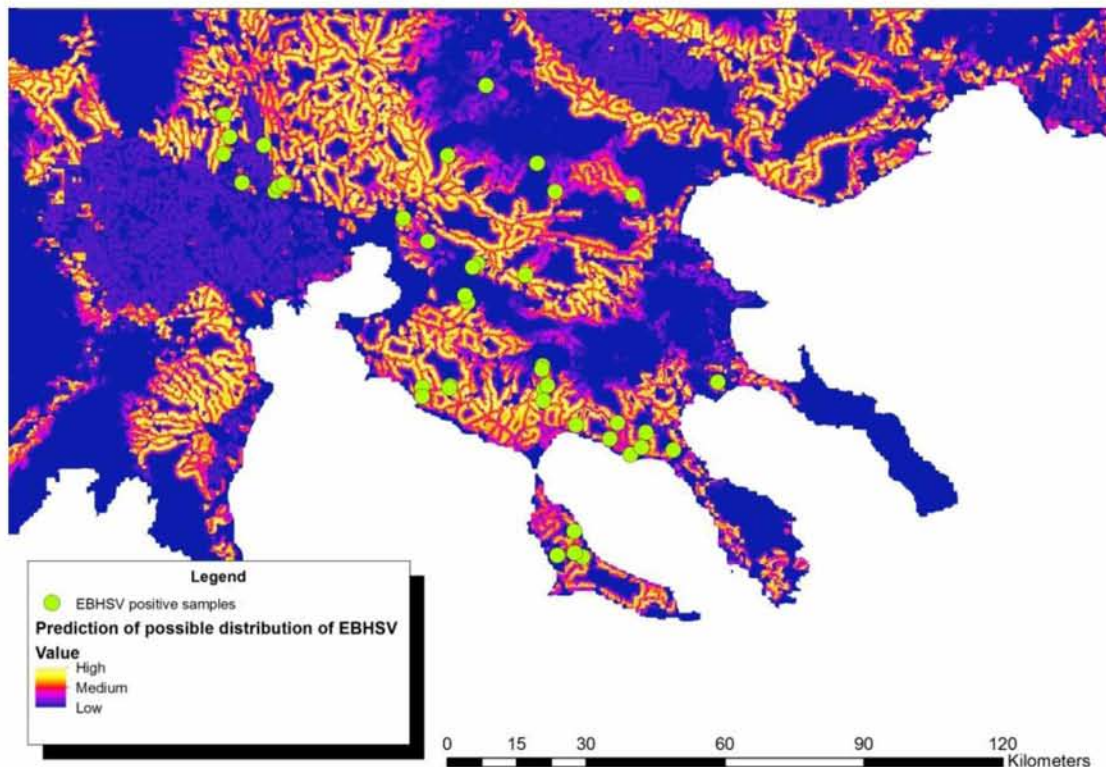 Legend
EBHSV positive samples
Prediction of possible distribution of EBHSV
Value
High
Medium
Low
0 15 30 60 90 120
Kilometers